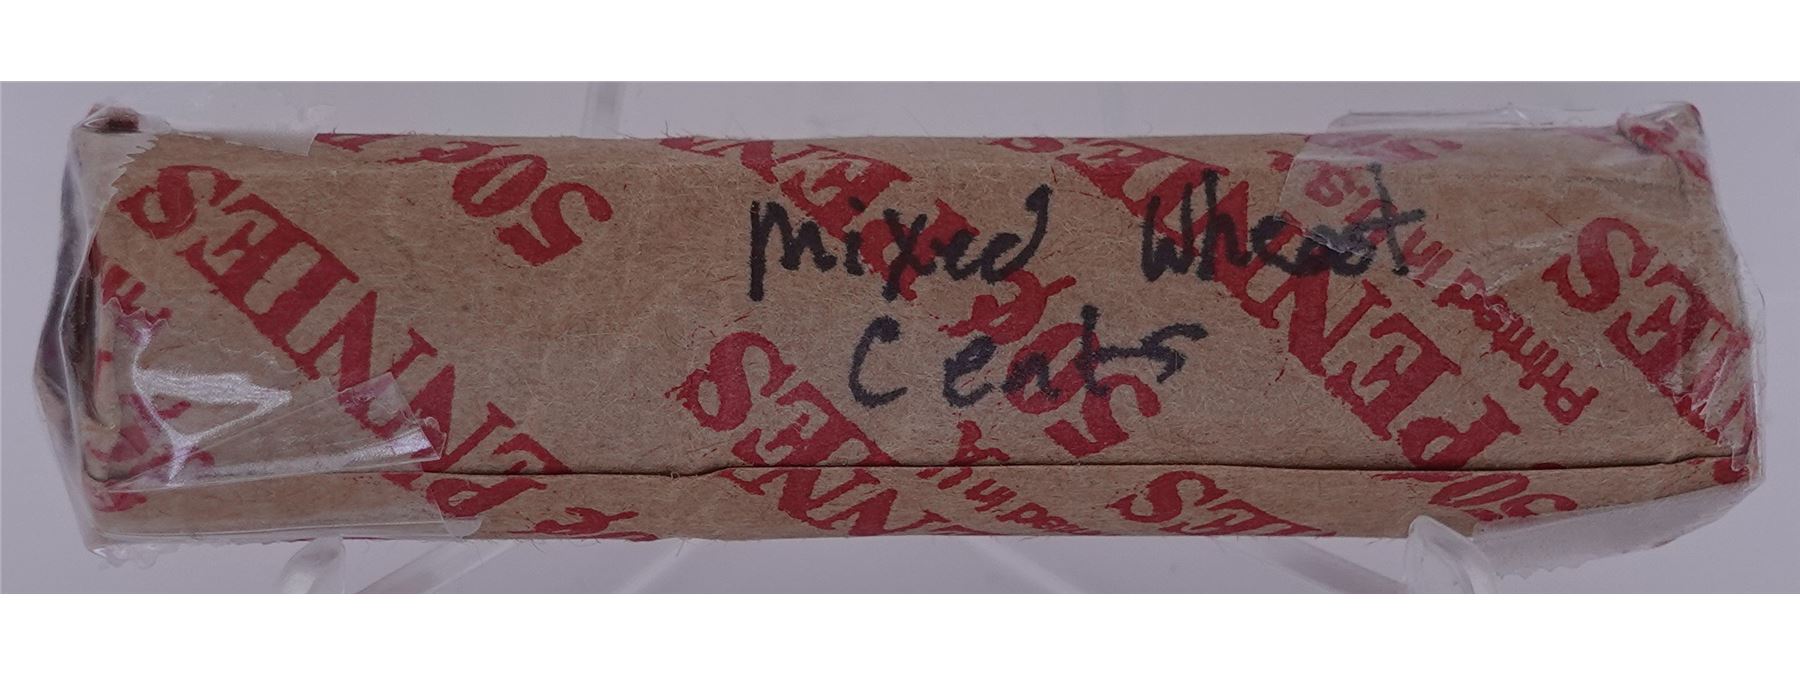 Mixed Wheat
Cents
PENNIES
50¢
PENNIES
50¢
PENNIES
Printed in
PENNIES
50¢